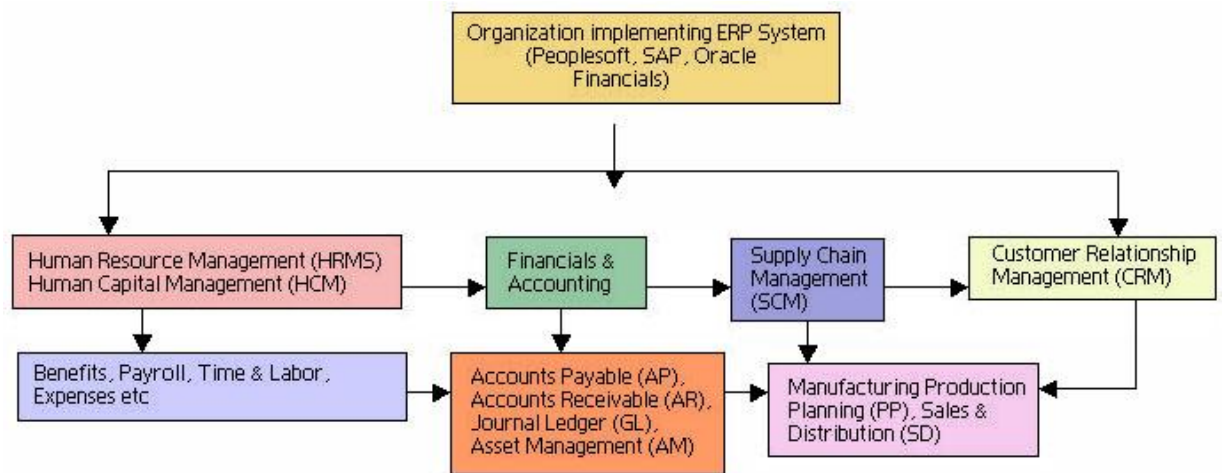 Organization implementing ERP System
(Peoplesoft, SAP, Oracle
Financials)
Human Resource Management (HRMS)
Human Capital Management (HCM)
Financials &
Accounting
Supply Chain
Management
(SCM)
Customer Relationship
Management (CRM)
Benefits, Payroll, Time & Labor,
Expenses etc
Accounts Payable (AP),
Accounts Receivable (AR),
Journal Ledger (GL),
Asset Management (AM)
Manufacturing Production
Planning (PP), Sales &
Distribution (SD)